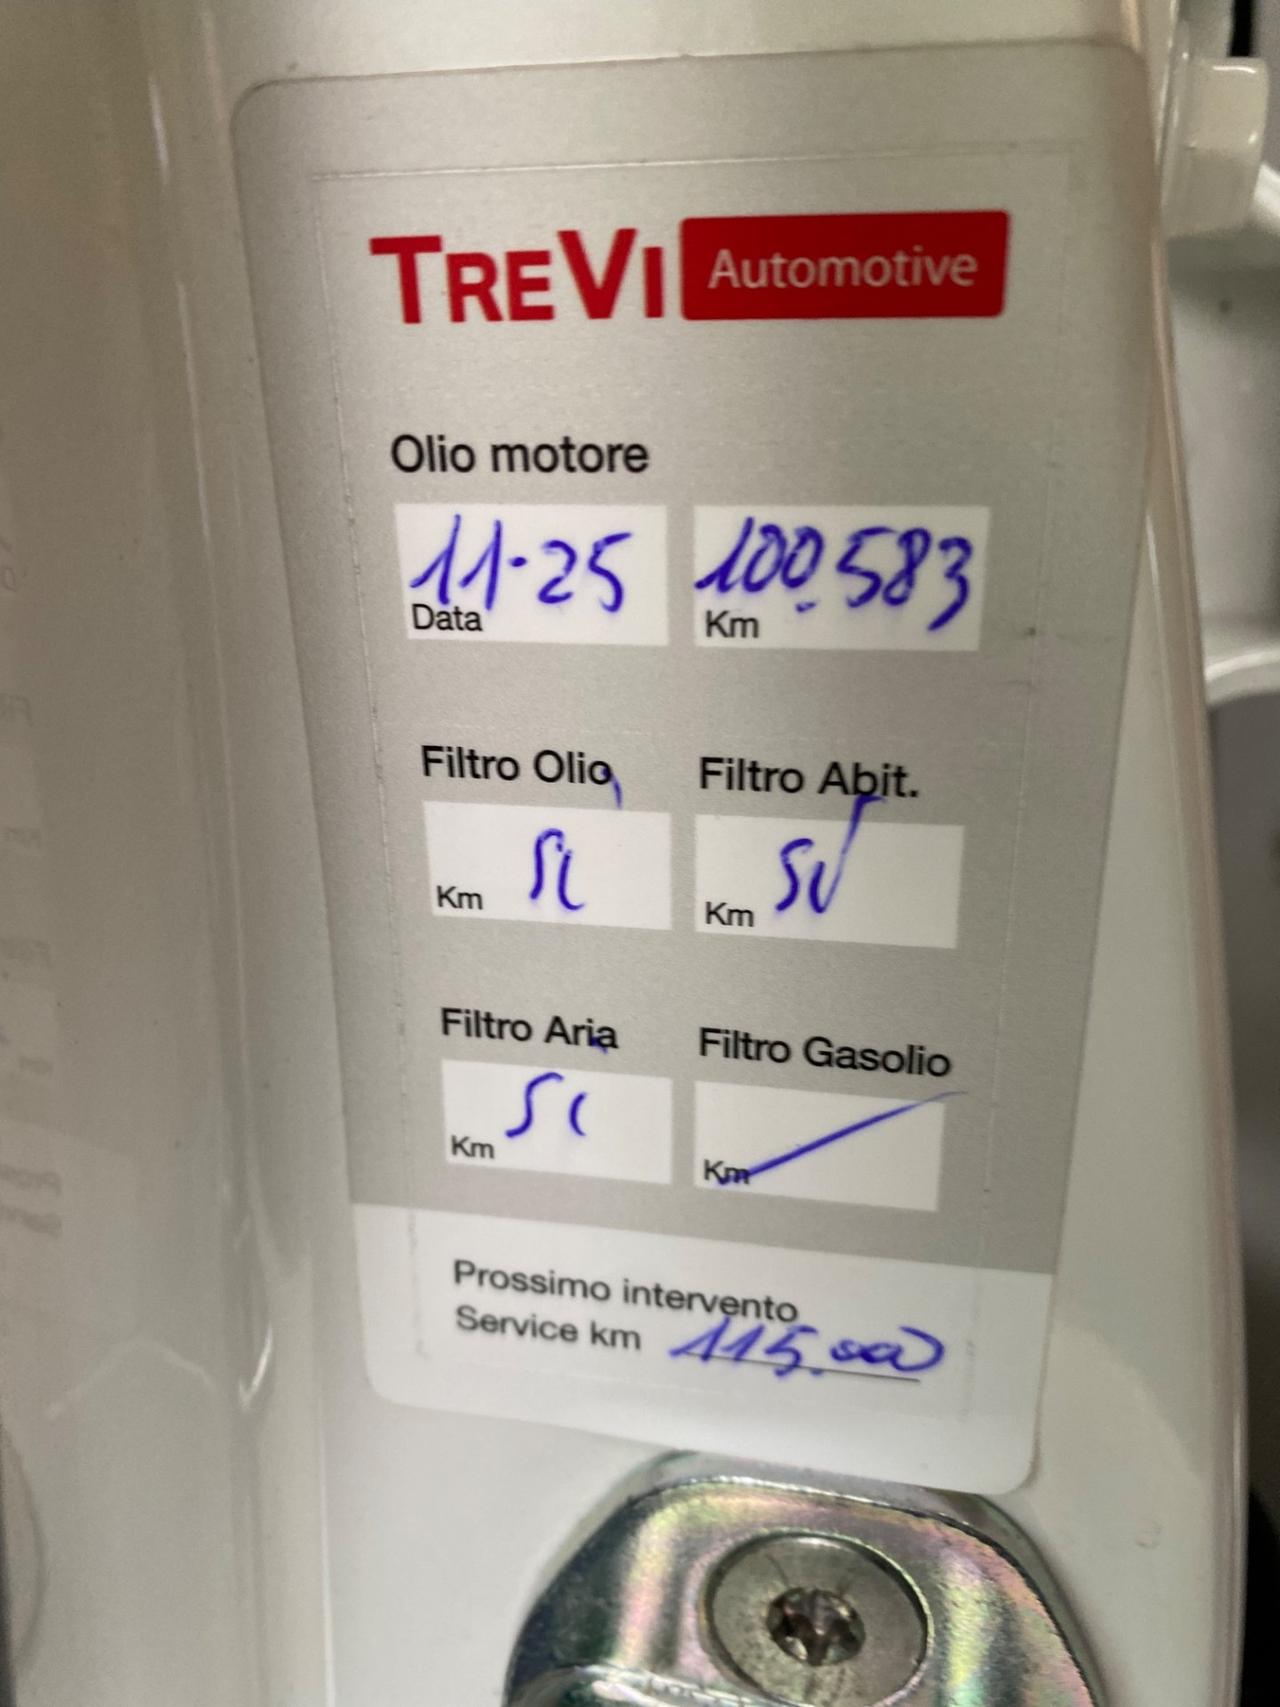 TREVI Automotive
Olio motore
11·25 100.583
Data Km
Filtro Olio Filtro Abit.
Km Si Km Si
Filtro Aria Filtro Gasolio
Km Si Km
Prossimo intervento
Service km 115.000